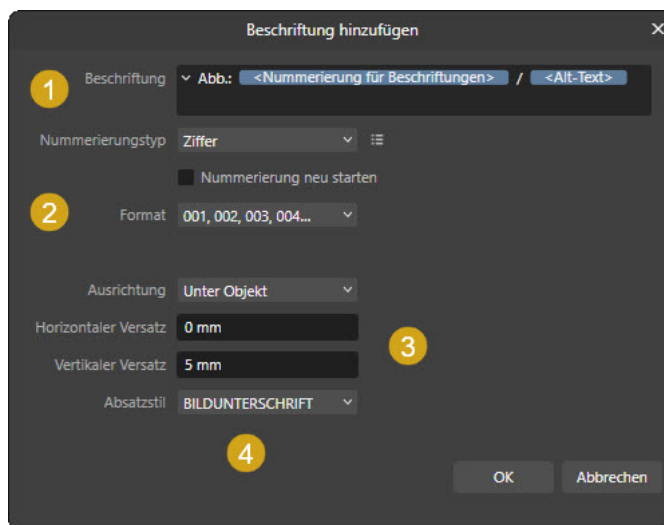 Beschriftung hinzufügen
1 Beschriftung Abb.: <Nummerierung für Beschriftungen> / <Alt-Text>
Nummerierungstyp Ziffer
Nummerierung neu starten
2 Format 001, 002, 003, 004...
Ausrichtung Unter Objekt
Horizontaler Versatz 0 mm
3
Vertikaler Versatz 5 mm
Absatzstil BILDUNTERSCHRIFT
4
OK Abbrechen